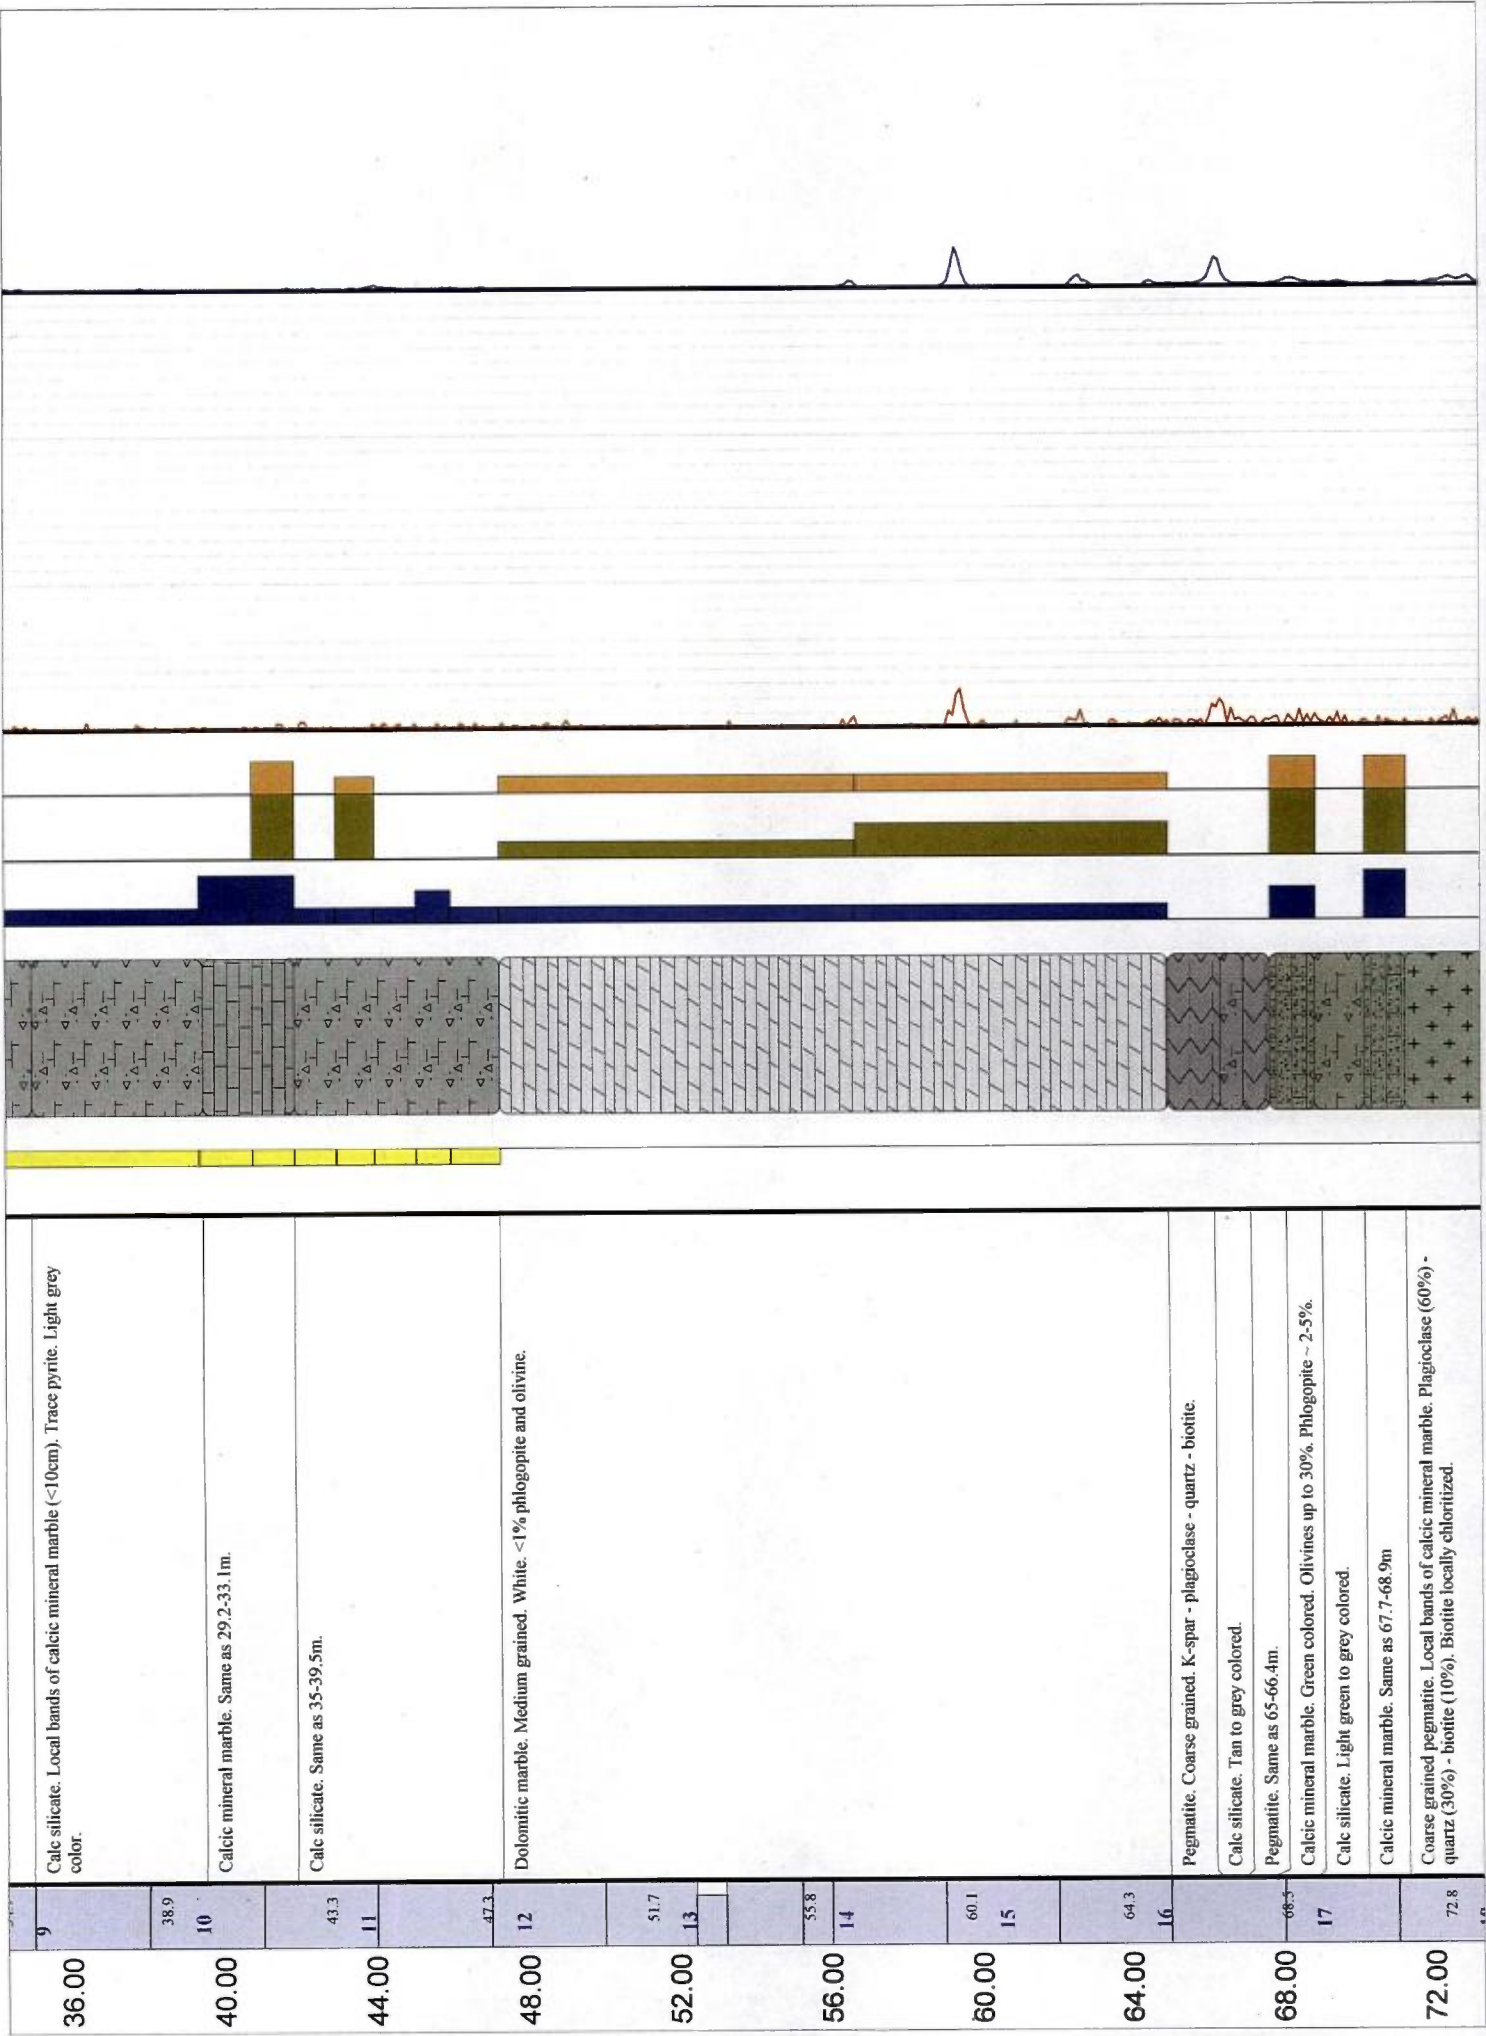 36.00
40.00
44.00
48.00
52.00
56.00
60.00
64.00
68.00
72.00
9
38.9
10
43.3
11
47.3
12
51.7
13
55.8
14
60.1
15
64.3
16
68.5
17
72.8
Calc silicate. Local bands of calcic mineral marble (<10cm). Trace pyrite. Light grey
color.
Calcic mineral marble. Same as 29.2-33.1m.
Calc silicate. Same as 35-39.5m.
Dolomitic marble. Medium grained. White. <1% phlogopite and olivine.
Pegmatite. Coarse grained. K-spar - plagioclase - quartz - biotite.
Calc silicate. Tan to grey colored.
Pegmatite. Same as 65-66.4m.
Calcic mineral marble. Green colored. Olivines up to 30%. Phlogopite ~ 2-5%.
Calc silicate. Light green to grey colored.
Calcic mineral marble. Same as 67.7-68.9m
Coarse grained pegmatite. Local bands of calcic mineral marble. Plagioclase (60%) -
quartz (30%) - biotite (10%). Biotite locally chloritized.